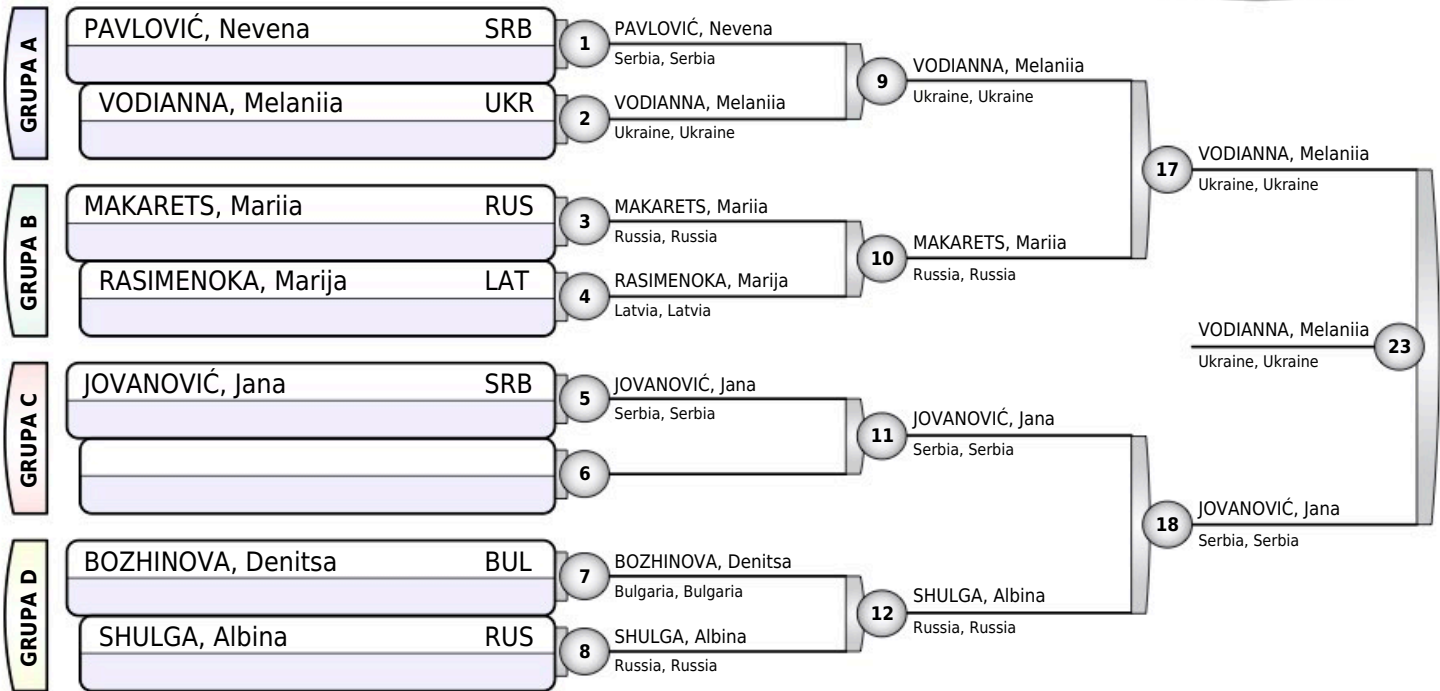 GRUPA A
PAVLOVIĆ, Nevena SRB
VODIANNA, Melaniia UKR
GRUPA B
MAKARETS, Mariia RUS
RASIMENOKA, Marija LAT
GRUPA C
JOVANOVIĆ, Jana SRB
GRUPA D
BOZHINOVA, Denitsa BUL
SHULGA, Albina RUS
1
PAVLOVIĆ, Nevena
Serbia, Serbia
2
VODIANNA, Melaniia
Ukraine, Ukraine
3
MAKARETS, Mariia
Russia, Russia
4
RASIMENOKA, Marija
Latvia, Latvia
5
JOVANOVIĆ, Jana
Serbia, Serbia
6
7
BOZHINOVA, Denitsa
Bulgaria, Bulgaria
8
SHULGA, Albina
Russia, Russia
9
VODIANNA, Melaniia
Ukraine, Ukraine
10
MAKARETS, Mariia
Russia, Russia
11
JOVANOVIĆ, Jana
Serbia, Serbia
12
SHULGA, Albina
Russia, Russia
17
VODIANNA, Melaniia
Ukraine, Ukraine
18
JOVANOVIĆ, Jana
Serbia, Serbia
VODIANNA, Melaniia
Ukraine, Ukraine
23